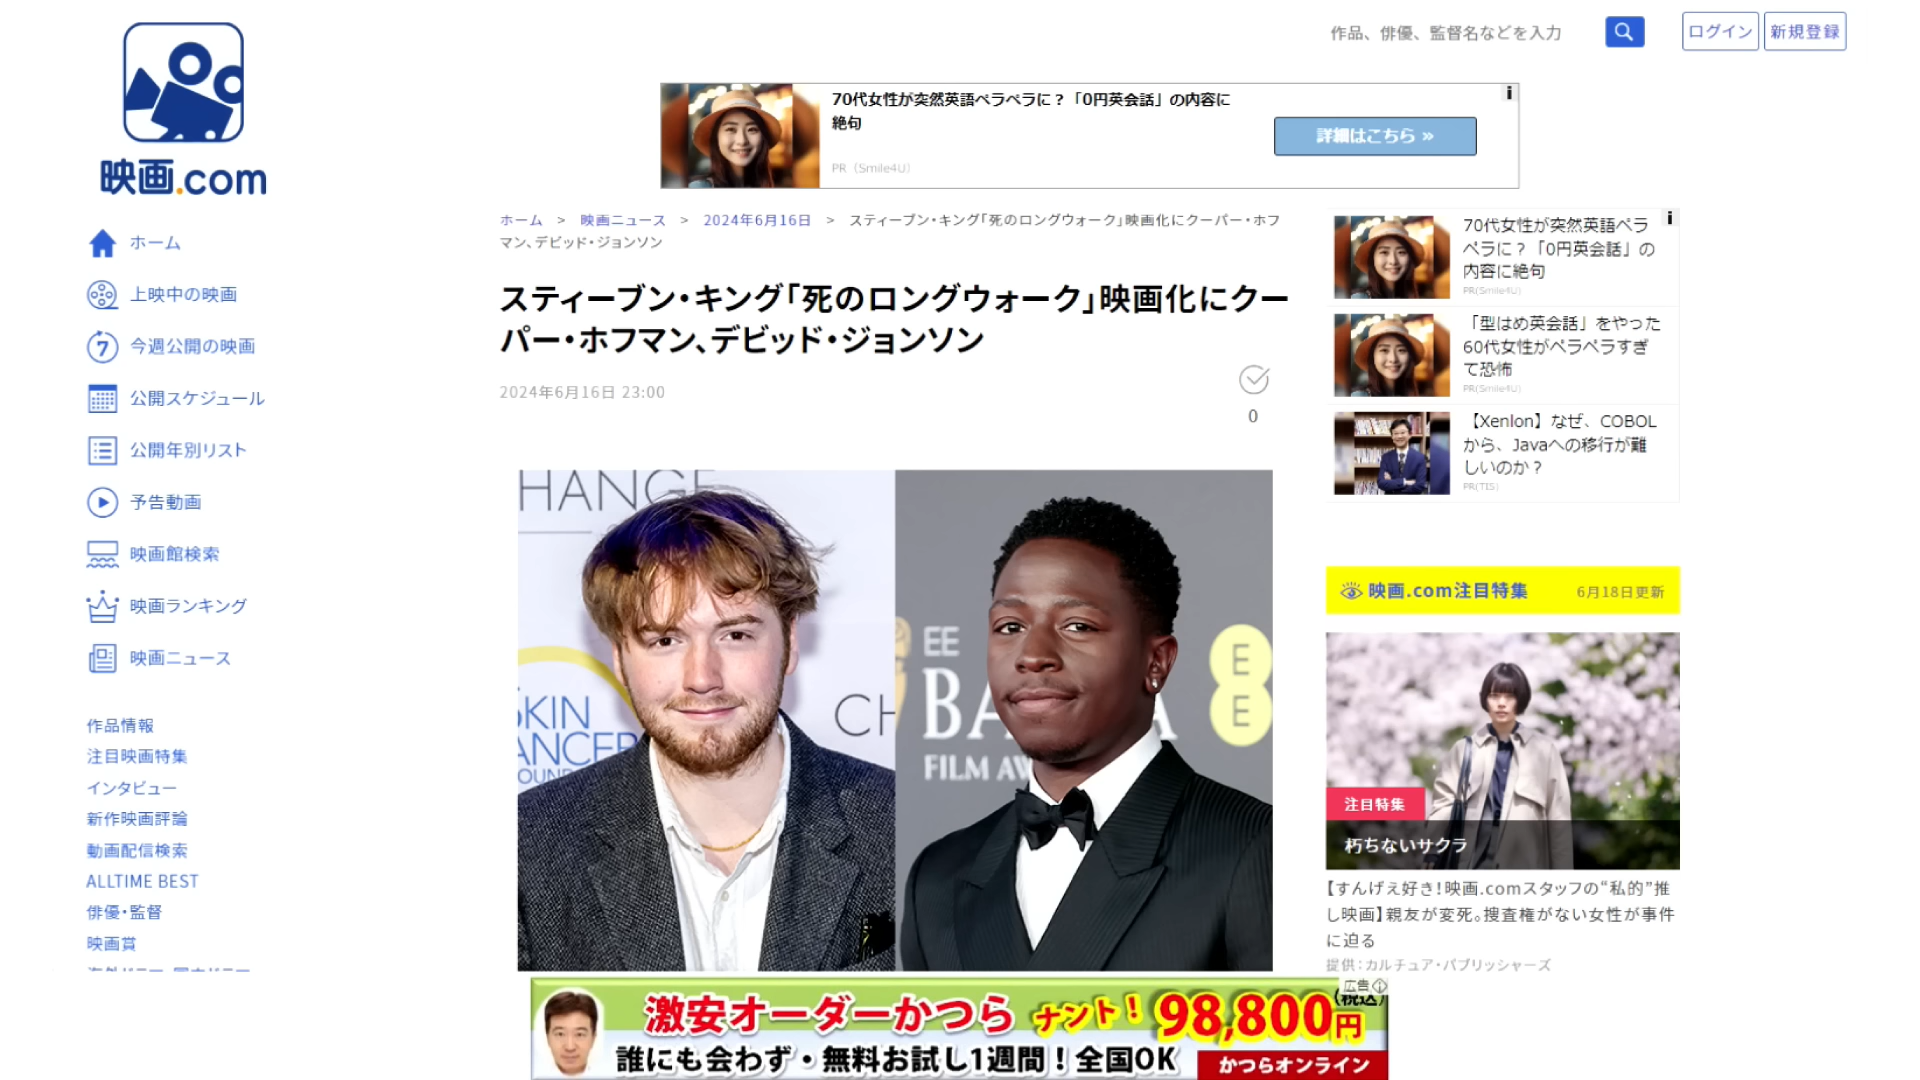 作品、俳優、監督名などを入力
ログイン
新規登録
映画.com
70代女性が突然英語ペラペラに？「0円英会話」の内容に
絶句
PR（Smile4U）
詳細はこちら »
ホーム
上映中の映画
7
今週公開の映画
公開スケジュール
公開年別リスト
予告動画
映画館検索
映画ランキング
映画ニュース
作品情報
注目映画特集
インタビュー
新作映画評論
動画配信検索
ALLTIME BEST
俳優・監督
映画賞
ホーム > 映画ニュース > 2024年6月16日 > スティーブン・キング「死のロングウォーク」映画化にクーパー・ホフ
マン、デビッド・ジョンソン
スティーブン・キング「死のロングウォーク」映画化にクー
パー・ホフマン、デビッド・ジョンソン
2024年6月16日 23:00
0
HANGE
SKIN
ANCER
OUND
CH
EE
BA
A
FILM AW
E
E
70代女性が突然英語ペラ
ペラに？「0円英会話」の
内容に絶句
PR(Smile4U)
「型はめ英会話」をやった
60代女性がペラペラすぎ
て恐怖
PR(Smile4U)
【Xenlon】なぜ、COBOL
から、Javaへの移行が難
しいのか？
PR(TIS)
映画.com注目特集
6月18日更新
注目特集
朽ちないサクラ
【すんげえ好き！映画.comスタッフの“私的”推
し映画】親友が変死。捜査権がない女性が事件
に迫る
提供：カルチュア・パブリッシャーズ
広告
激安オーダーかつら ナント！ 98,800円
(税込)
誰にも会わず・無料お試し1週間！全国OK
かつらオンライン